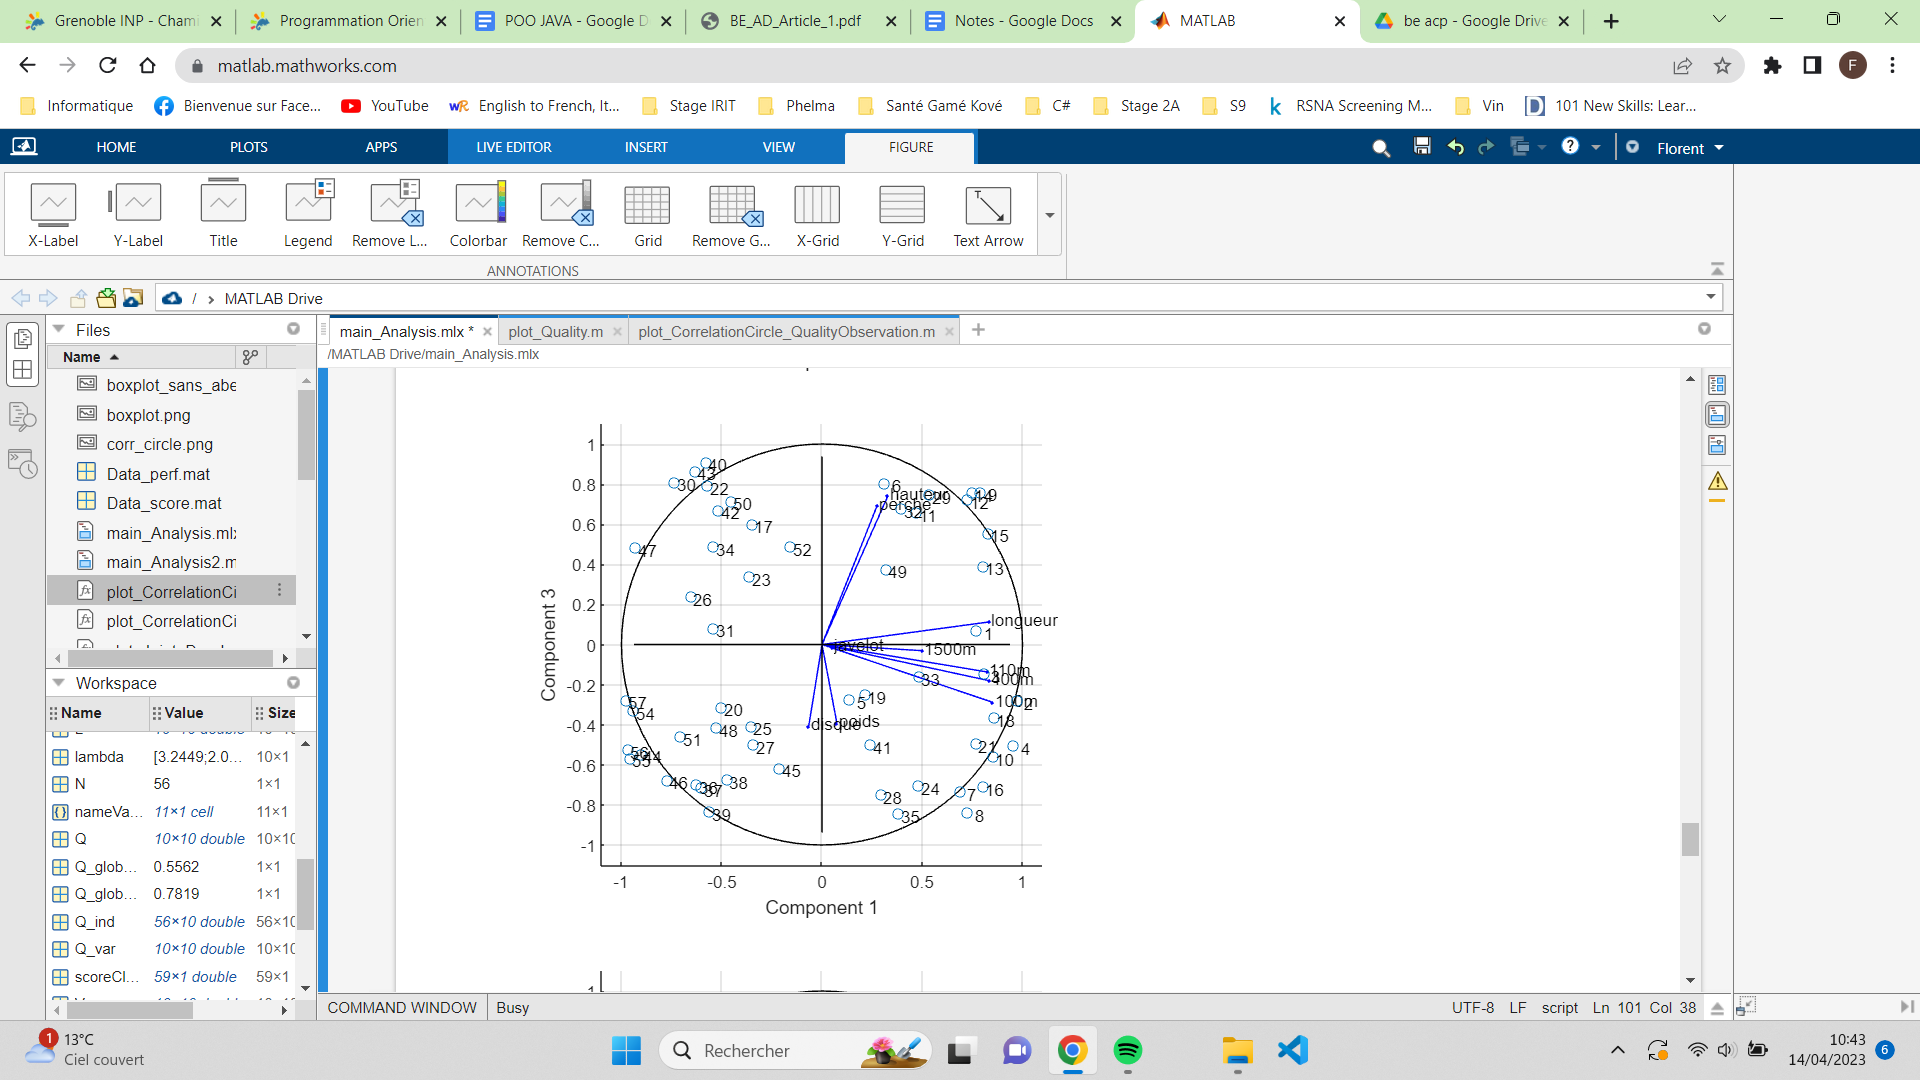 Grenoble INP - Cham
Programmation Orien
POO JAVA - Google D
BE_AD_Article_1.pdf
Notes - Google Docs
MATLAB
be acp - Google Drive
matlab.mathworks.com
F
Informatique
Bienvenue sur Face...
YouTube
English to French, It...
Stage IRIT
Phelma
Santé Gamé Kové
C#
Stage 2A
S9
RSNA Screening M...
Vin
101 New Skills: Lear...
HOME
PLOTS
APPS
LIVE EDITOR
INSERT
VIEW
FIGURE
Florent
X-Label
Y-Label
Title
Legend
Remove L...
Colorbar
Remove C...
Grid
Remove G...
X-Grid
Y-Grid
Text Arrow
ANNOTATIONS
/ › MATLAB Drive
Files
main_Analysis.mlx *
plot_Quality.m
plot_CorrelationCircle_QualityObservation.m
/MATLAB Drive/main_Analysis.mlx
Name
boxplot_sans_abe
boxplot.png
corr_circle.png
Data_perf.mat
Data_score.mat
main_Analysis.mlx
main_Analysis2.m
plot_CorrelationCi
plot_CorrelationCi
Workspace
Name Value Size
lambda [3.2449;2.0... 10×1
N 56 1×1
nameVa... 11×1 cell 11×1
Q 10×10 double 10×10
Q_glob... 0.5562 1×1
Q_glob... 0.7819 1×1
Q_ind 56×10 double 56×10
Q_var 10×10 double 10×10
scoreCl... 59×1 double 59×1
1
0.8
0.6
0.4
0.2
0
-0.2
-0.4
-0.6
-0.8
-1
Component 3
40
43
30
22
50
42
17
34
52
47
23
26
31
6
hauteur
29
14
9
12
perche
32
11
15
49
13
longueur
1
javelot
1500m
110m
400m
33
100m
2
5
19
18
disque
poids
57
54
20
48
25
27
51
41
21
4
10
56
44
55
46
36
37
38
45
39
28
24
7
16
35
8
-1
-0.5
0
0.5
1
Component 1
1
COMMAND WINDOW
Busy
UTF-8 LF script Ln 101 Col 38
1
13°C
Ciel couvert
Rechercher
10:43
14/04/2023
6